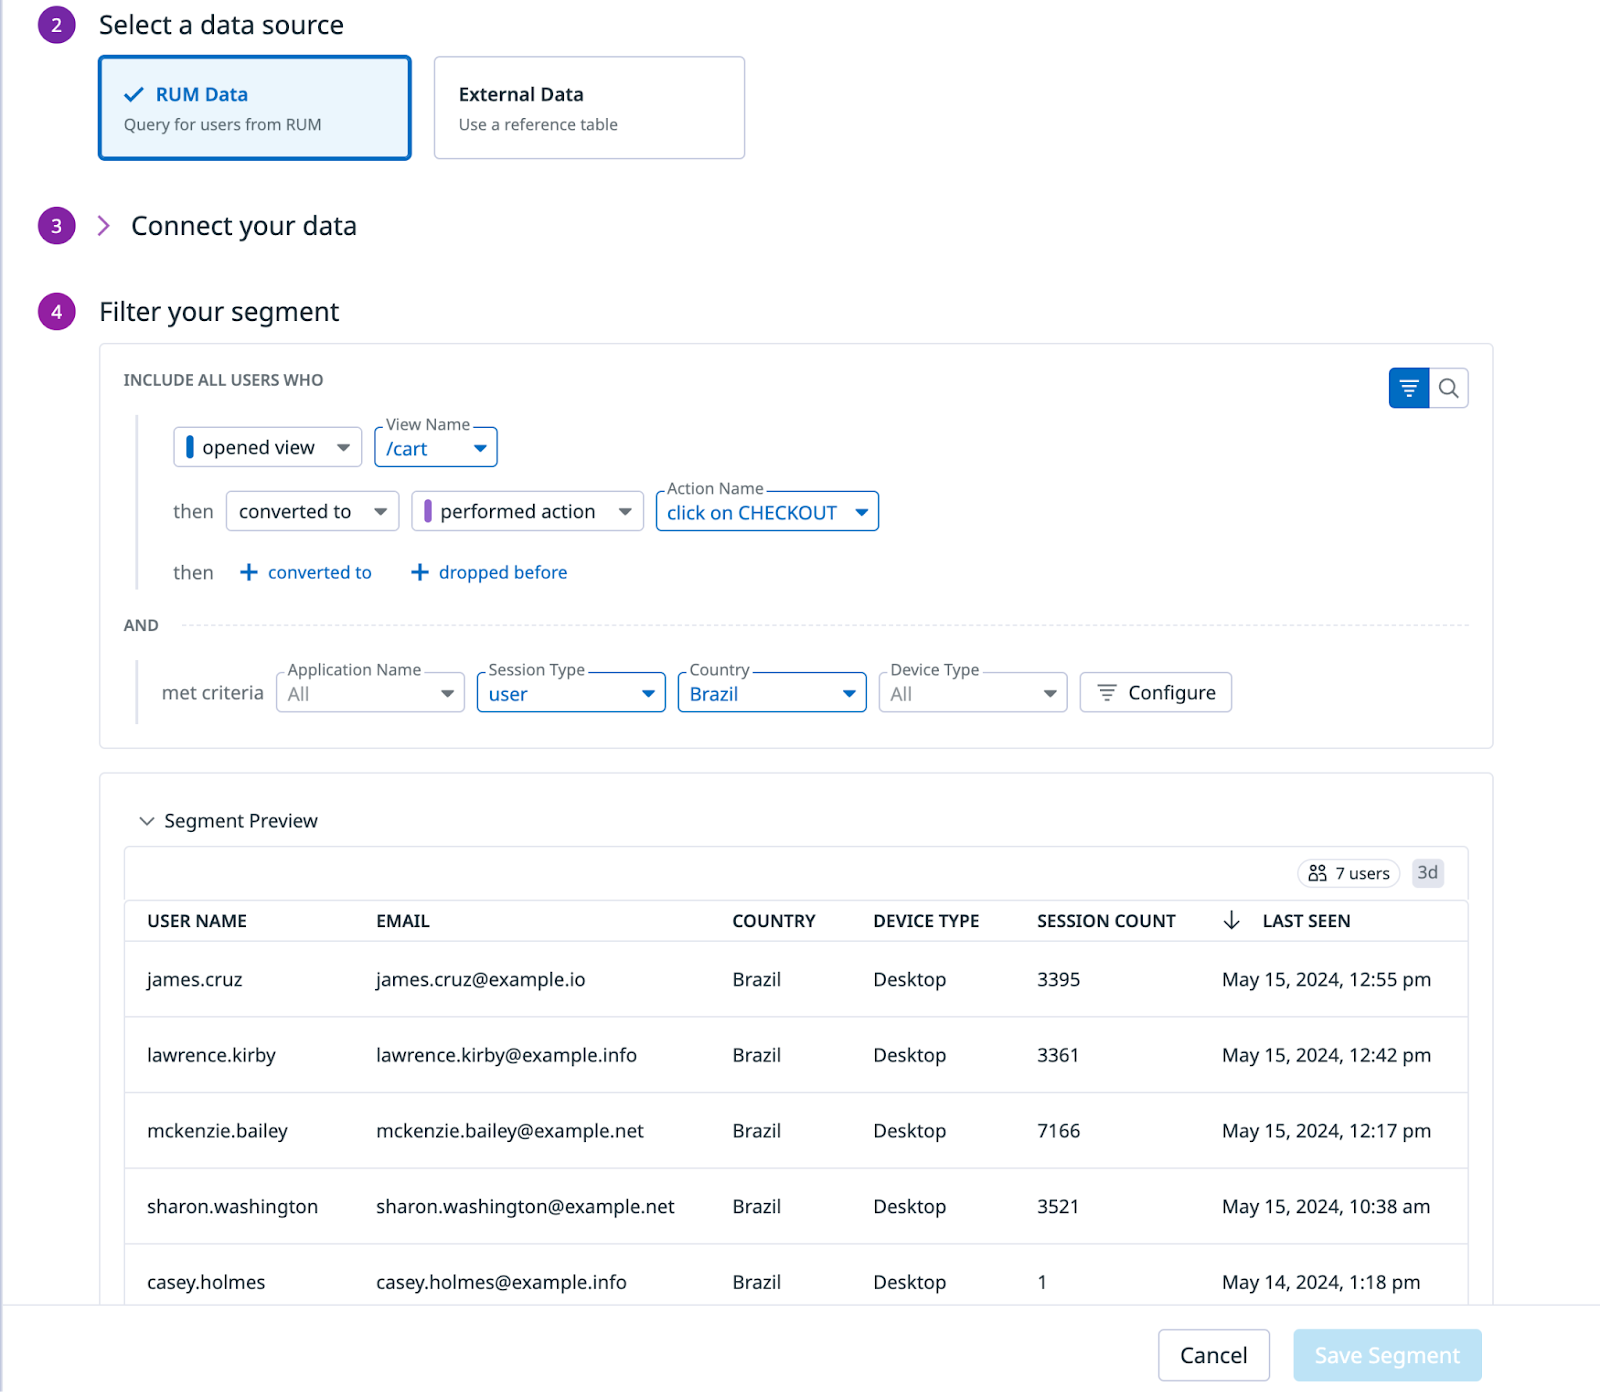 2 Select a data source
RUM Data
Query for users from RUM
External Data
Use a reference table
3 Connect your data
4 Filter your segment
INCLUDE ALL USERS WHO
opened view View Name /cart
then converted to performed action Action Name click on CHECKOUT
then + converted to + dropped before
AND
met criteria Application Name All Session Type user Country Brazil Device Type All Configure
Segment Preview
7 users 3d
USER NAME EMAIL COUNTRY DEVICE TYPE SESSION COUNT LAST SEEN
james.cruz james.cruz@example.io Brazil Desktop 3395 May 15, 2024, 12:55 pm
lawrence.kirby lawrence.kirby@example.info Brazil Desktop 3361 May 15, 2024, 12:42 pm
mckenzie.bailey mckenzie.bailey@example.net Brazil Desktop 7166 May 15, 2024, 12:17 pm
sharon.washington sharon.washington@example.net Brazil Desktop 3521 May 15, 2024, 10:38 am
casey.holmes casey.holmes@example.info Brazil Desktop 1 May 14, 2024, 1:18 pm
Cancel Save Segment